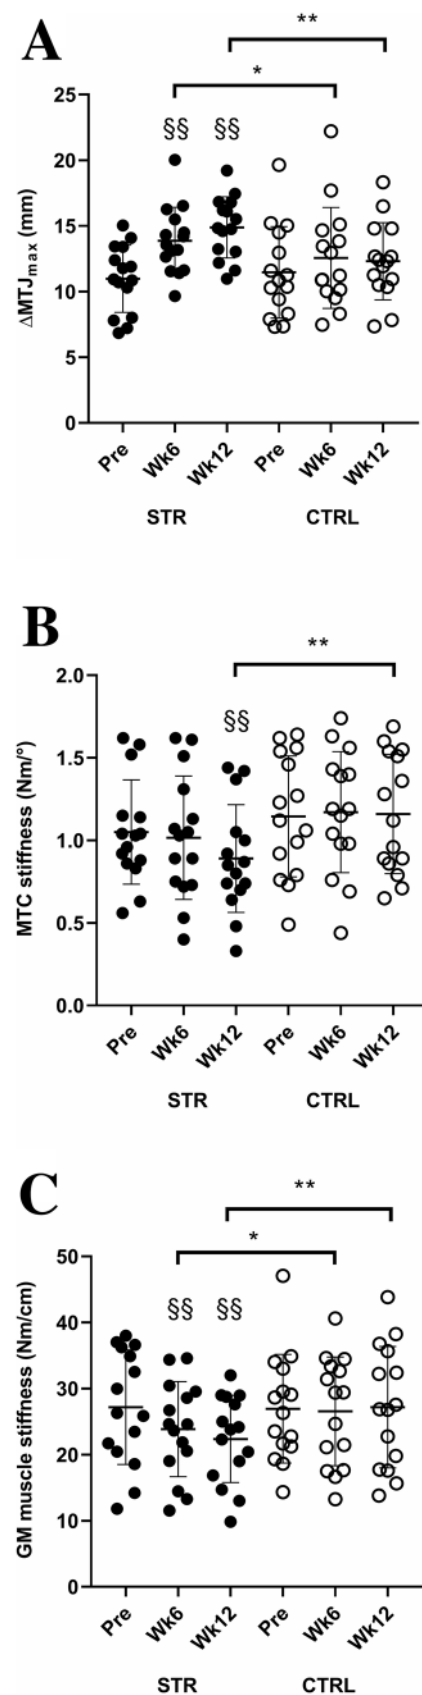 A
**
*
§§ §§
25
20
15
10
5
0
ΔMTJmax (mm)
Pre Wk6 Wk12 Pre Wk6 Wk12
STR CTRL
B
**
§§
2.0
1.5
1.0
0.5
0.0
MTC stiffness (Nm/°)
Pre Wk6 Wk12 Pre Wk6 Wk12
STR CTRL
C
**
*
§§ §§
50
40
30
20
10
0
GM muscle stiffness (Nm/cm)
Pre Wk6 Wk12 Pre Wk6 Wk12
STR CTRL